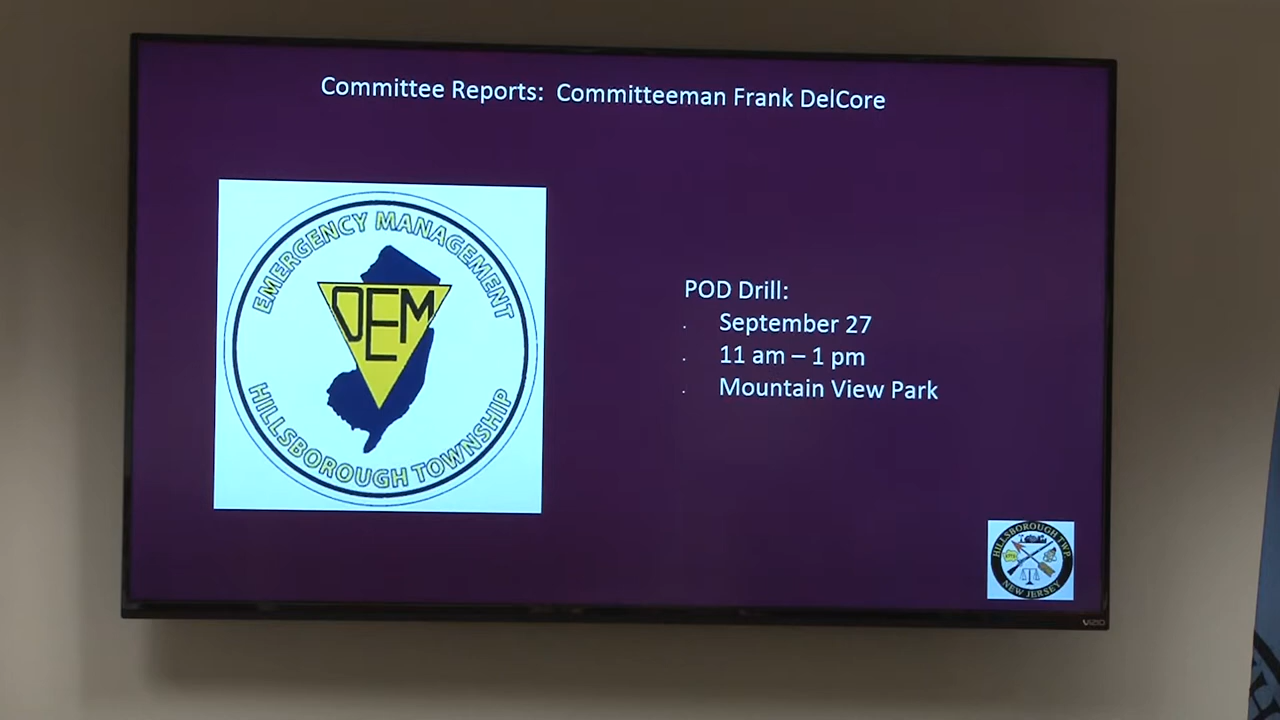 Committee Reports: Committeeman Frank DelCore
EMERGENCY MANAGEMENT
OEM
HILLSBOROUGH TOWNSHIP
POD Drill:
September 27
11 am – 1 pm
Mountain View Park
HILLSBOROUGH TWP.
NEW JERSEY
VIZIO